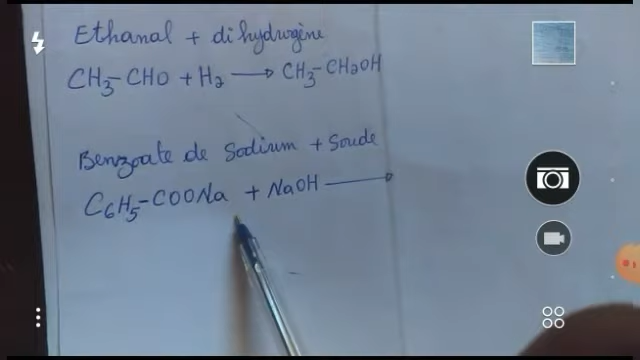 Ethanal + dihydrogène
CH₃-CHO + H₂ ⟶ CH₃-CH₂OH
Benzoate de Sodium + Soude
C₆H₅-COONa + NaOH ⟶